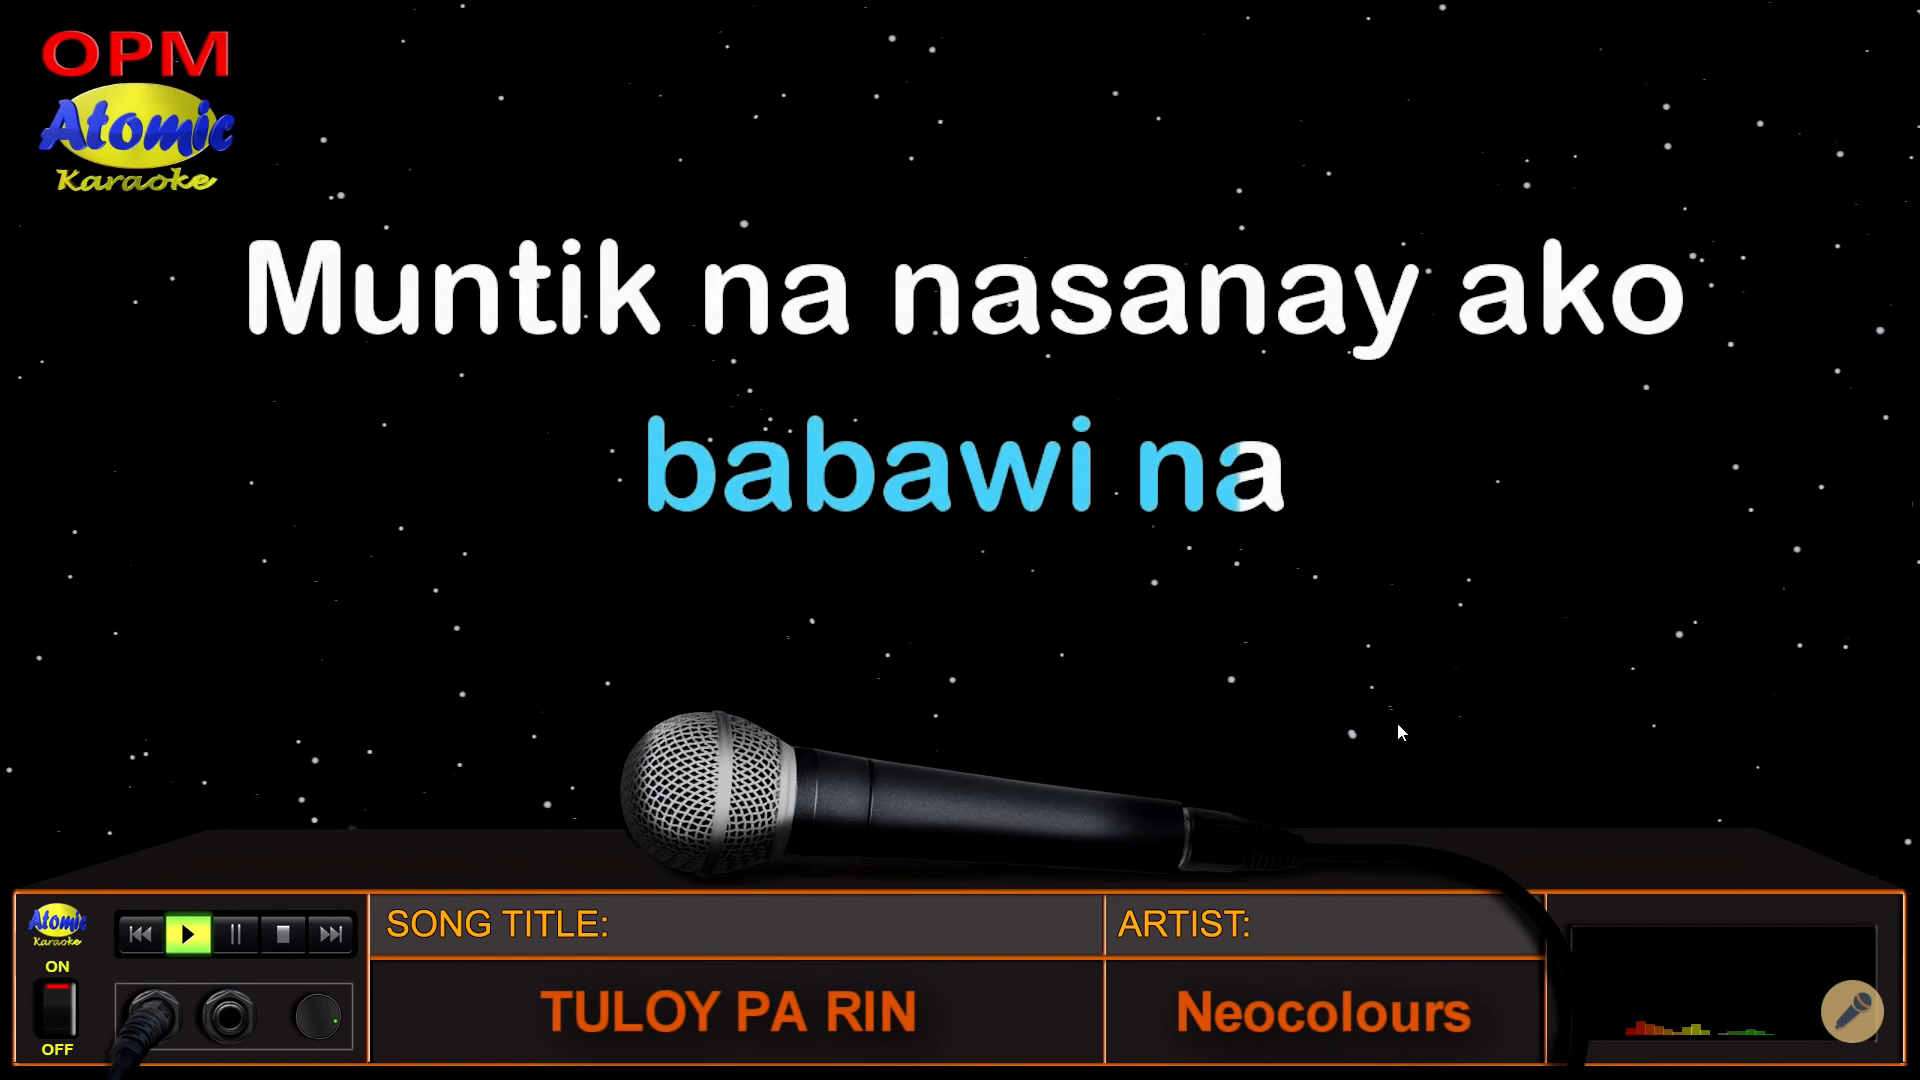 OPM
Atomic
Karaoke
Muntik na nasanay ako
babawi na
Atomic
Karaoke
ON
OFF
SONG TITLE:
ARTIST:
TULOY PA RIN
Neocolours